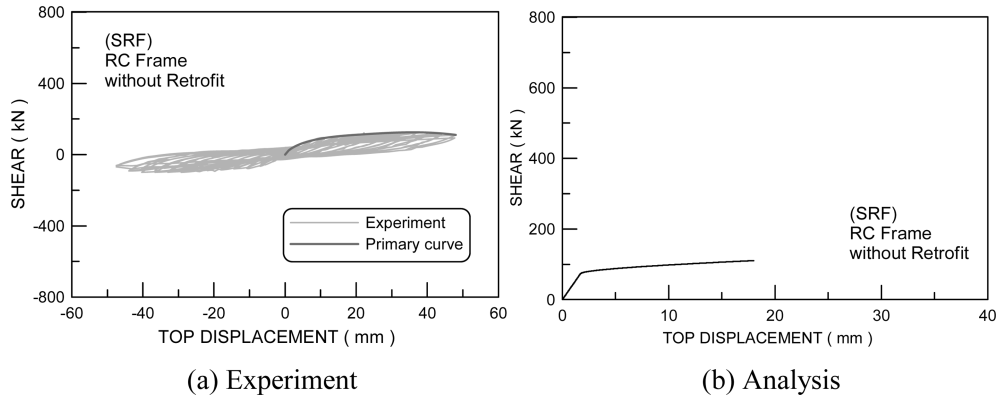 800
400
0
-400
-800
SHEAR ( kN )
(SRF)
RC Frame
without Retrofit
Experiment
Primary curve
-60 -40 -20 0 20 40 60
TOP DISPLACEMENT ( mm )
(a) Experiment
800
600
400
200
0
SHEAR ( kN )
(SRF)
RC Frame
without Retrofit
0 10 20 30 40
TOP DISPLACEMENT ( mm )
(b) Analysis